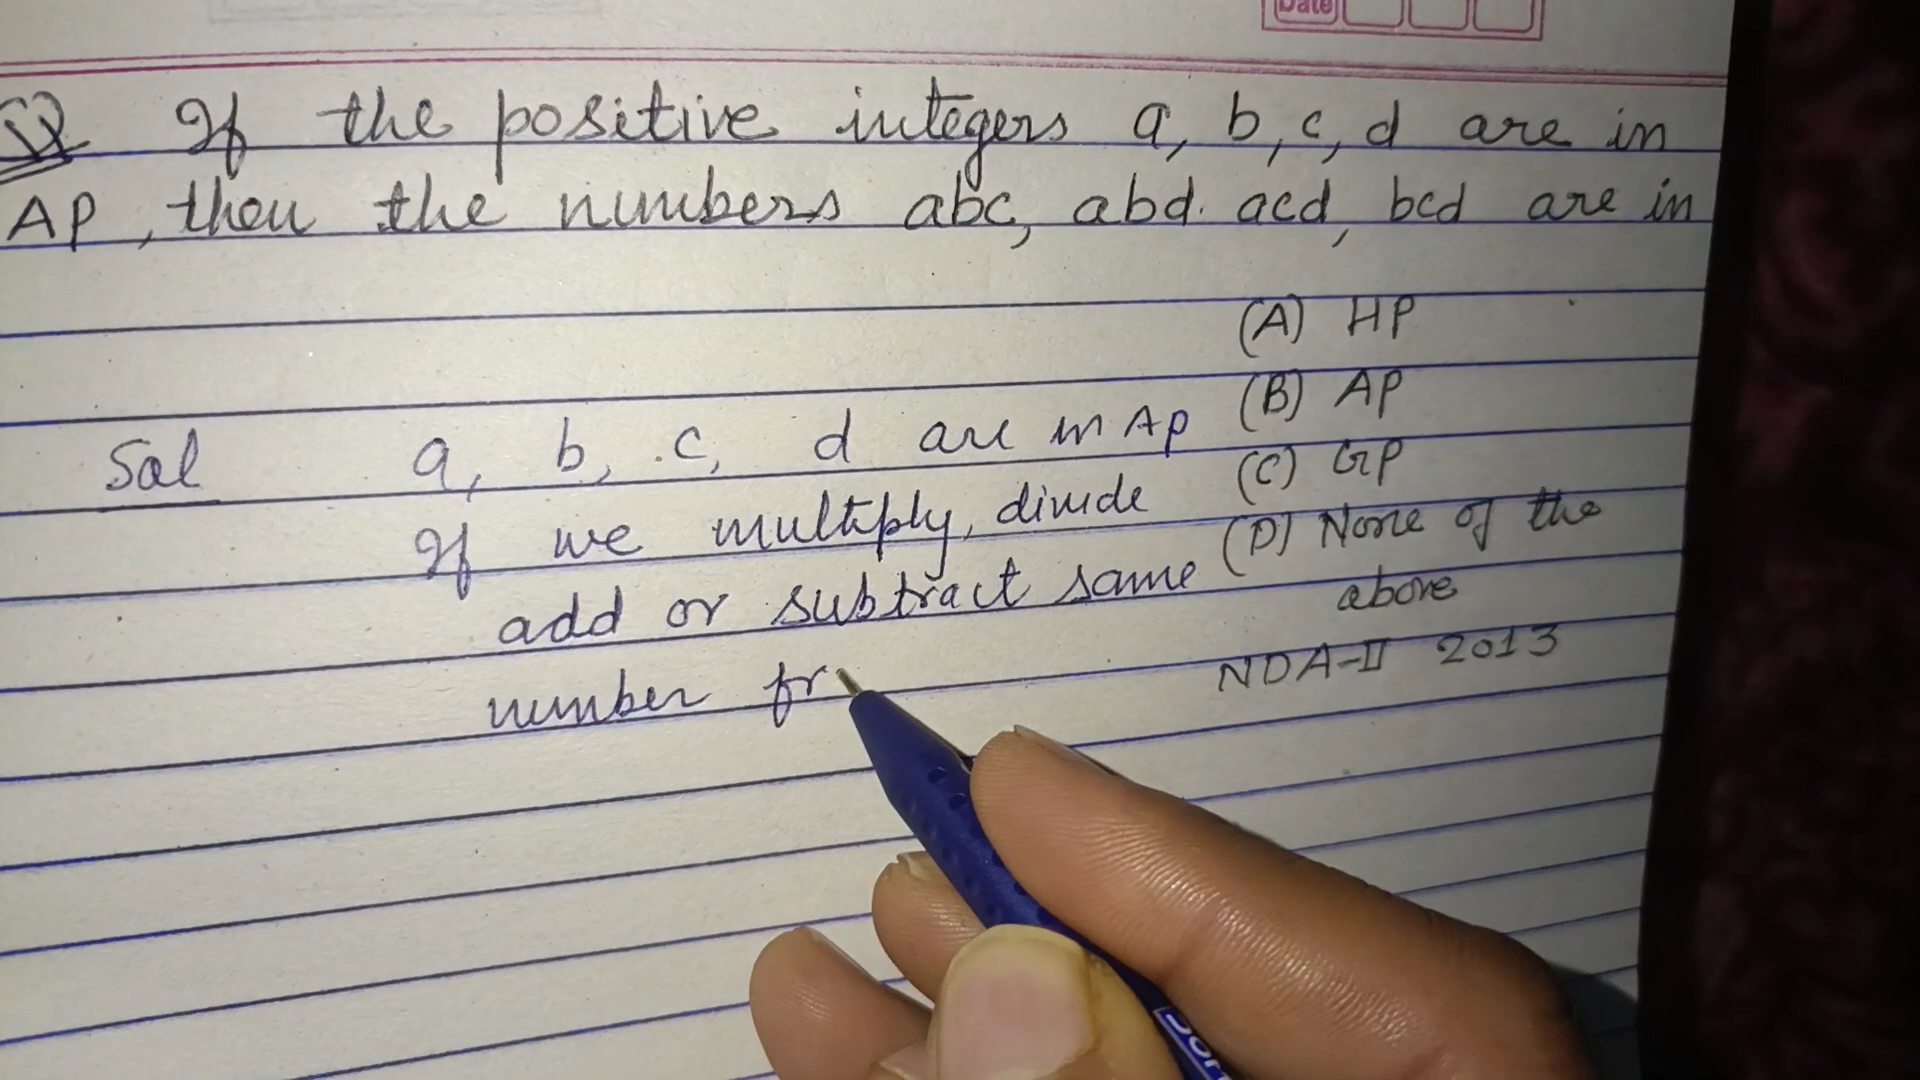 Date
Q If the positive integers a, b, c, d are in
AP, then the numbers abc, abd. acd, bcd are in
(A) HP
(B) AP
(C) GP
(D) None of the
above
NDA-II 2013
Sol a, b, c, d are in AP
If we multiply, divide
add or subtract same
number fr